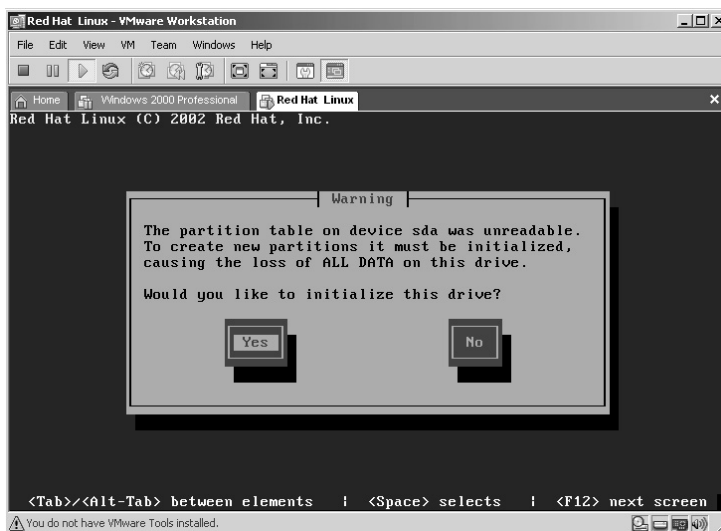 Red Hat Linux - VMware Workstation
File Edit View VM Team Windows Help
Home Windows 2000 Professional Red Hat Linux
Red Hat Linux (C) 2002 Red Hat, Inc.
Warning
The partition table on device sda was unreadable.
To create new partitions it must be initialized,
causing the loss of ALL DATA on this drive.
Would you like to initialize this drive?
Yes No
<Tab>/<Alt-Tab> between elements | <Space> selects | <F12> next screen
You do not have VMware Tools installed.